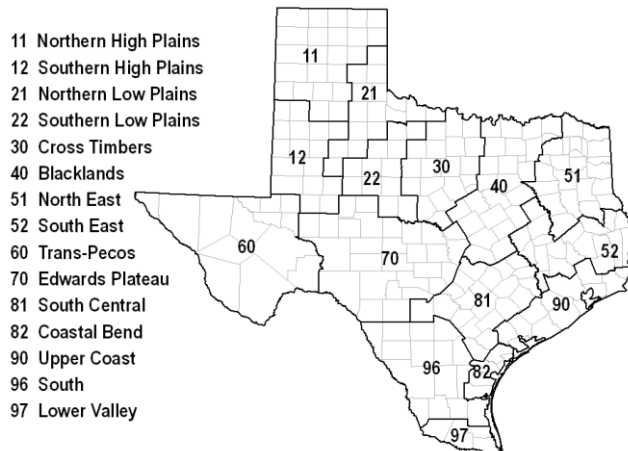 11 Northern High Plains
12 Southern High Plains
21 Northern Low Plains
22 Southern Low Plains
30 Cross Timbers
40 Blacklands
51 North East
52 South East
60 Trans-Pecos
70 Edwards Plateau
81 South Central
82 Coastal Bend
90 Upper Coast
96 South
97 Lower Valley
11
21
12
22
30
40
51
60
70
52
81
90
96
82
97